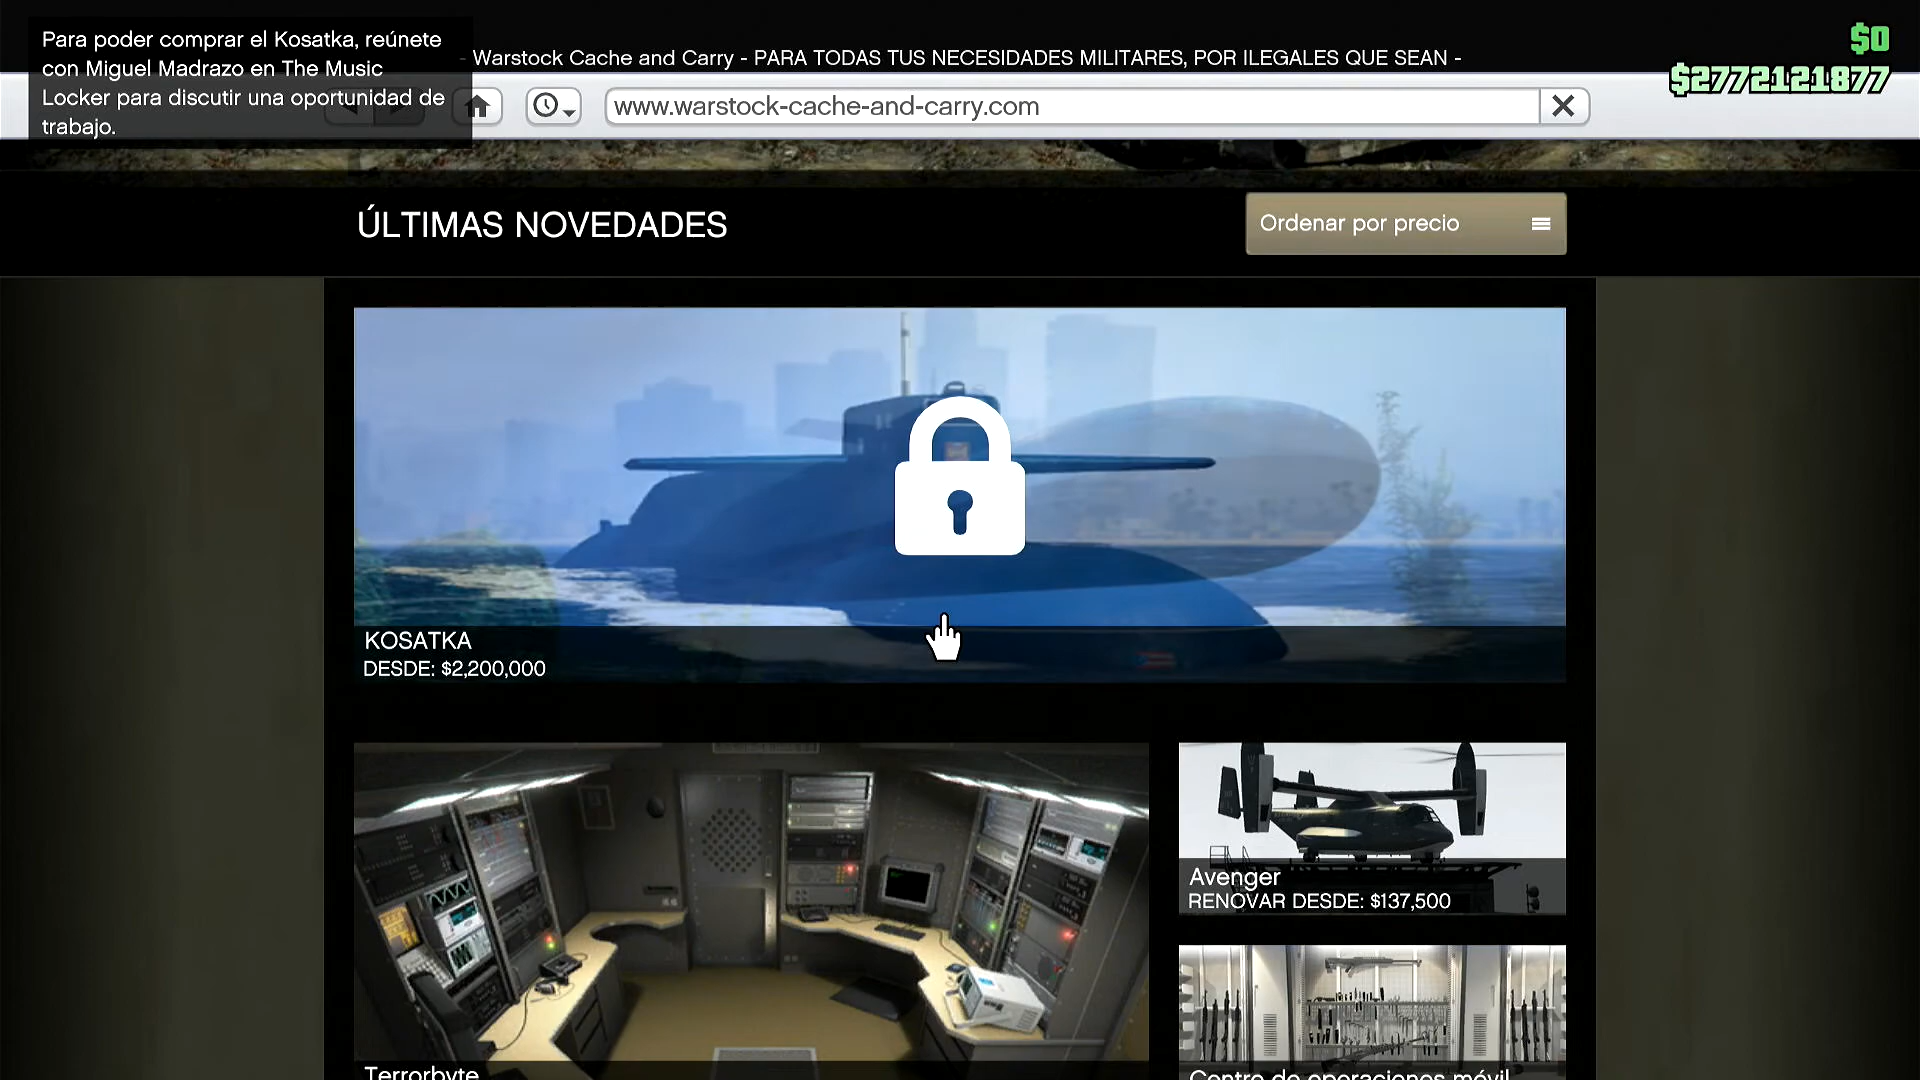 Para poder comprar el Kosatka, reúnete
con Miguel Madrazo en The Music
Locker para discutir una oportunidad de
trabajo.
- Warstock Cache and Carry - PARA TODAS TUS NECESIDADES MILITARES, POR ILEGALES QUE SEAN -
$0
$2772121877
www.warstock-cache-and-carry.com
ÚLTIMAS NOVEDADES
Ordenar por precio
KOSATKA
DESDE: $2,200,000
Avenger
RENOVAR DESDE: $137,500
Terrorbyte
Centro de operaciones móvil